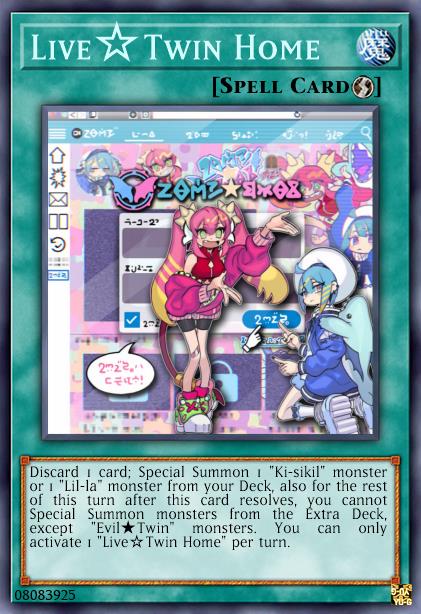 Live☆Twin Home
魔
[Spell Card]
Discard 1 card; Special Summon 1 "Ki-sikil" monster
or 1 "Lil-la" monster from your Deck, also for the rest
of this turn after this card resolves, you cannot
Special Summon monsters from the Extra Deck,
except "Evil★Twin" monsters. You can only
activate 1 "Live☆Twin Home" per turn.
08083925